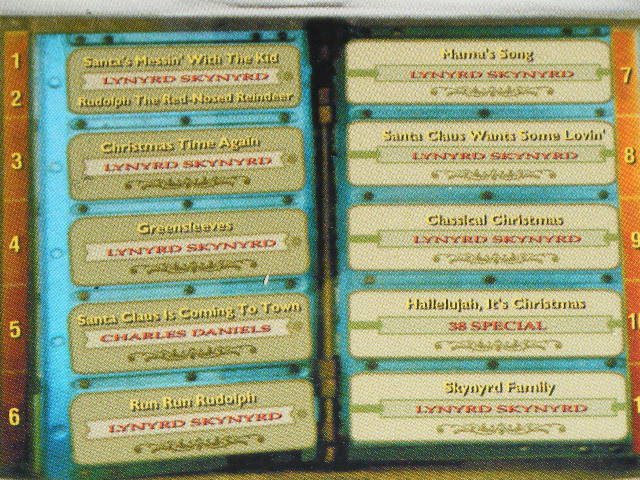 1
Santa's Messin' With The Kid
LYNYRD SKYNYRD
2
Rudolph The Red-Nosed Reindeer
3
Christmas Time Again
LYNYRD SKYNYRD
4
Greensleeves
LYNYRD SKYNYRD
5
Santa Claus Is Coming To Town
CHARLES DANIELS
6
Run Run Rudolph
LYNYRD SKYNYRD
Mama's Song
7
LYNYRD SKYNYRD
Santa Claus Wants Some Lovin'
8
LYNYRD SKYNYRD
Classical Christmas
9
LYNYRD SKYNYRD
Hallelujah, It's Christmas
10
38 SPECIAL
Skynyrd Family
1
LYNYRD SKYNYRD